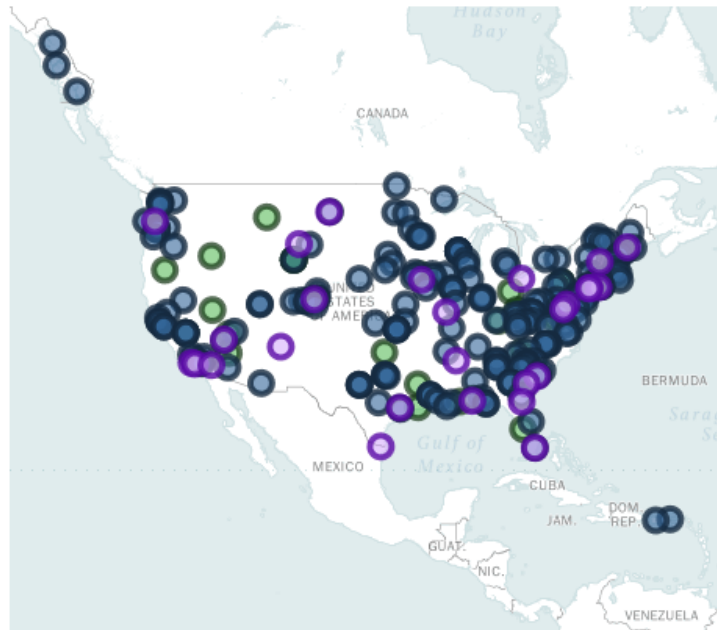 Hudson
Bay
CANADA
UNITED
STATES
OF AMERICA
BERMUDA
Gulf of
Mexico
MEXICO
CUBA
DOM.
REP.
JAM.
GUAT.
NIC.
VENEZUELA